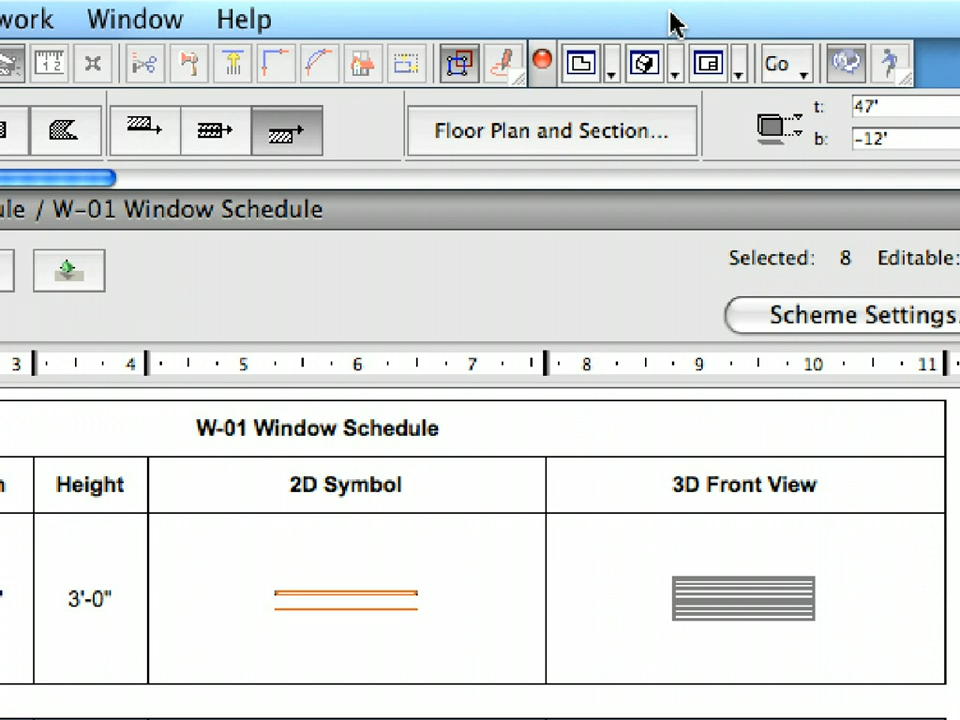 work Window Help
1 2
Go
Floor Plan and Section...
t: 47'
b: -12'
ule / W-01 Window Schedule
Selected: 8 Editable:
Scheme Settings.
3 4 5 6 7 8 9 10 11
W-01 Window Schedule
Height 2D Symbol 3D Front View
3'-0"